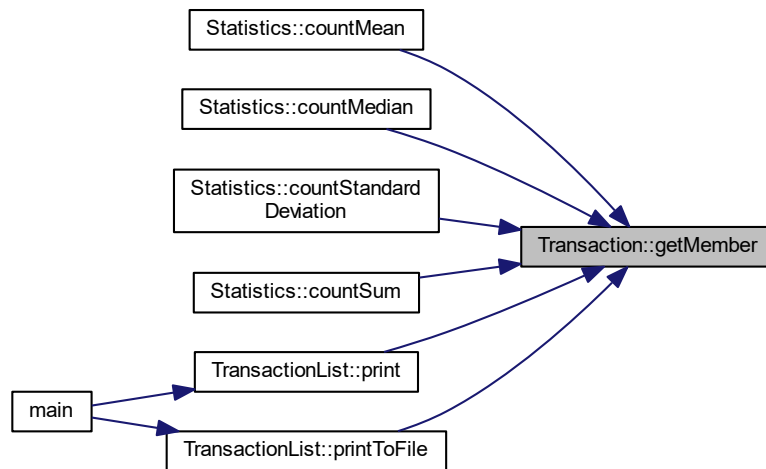 Statistics::countMean
Statistics::countMedian
Statistics::countStandard
Deviation
Transaction::getMember
Statistics::countSum
TransactionList::print
main
TransactionList::printToFile